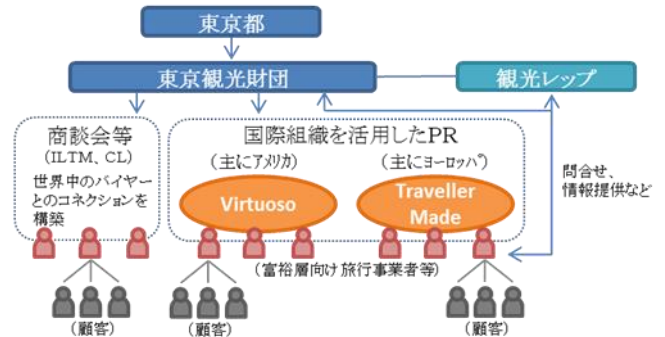 東京都
東京観光財団
観光レップ
商談会等
(ILTM、CL)
世界中のバイヤー
とのコネクションを
構築
国際組織を活用したPR
(主にアメリカ)
(主にヨーロッパ)
Virtuoso
Traveller
Made
問合せ、
情報提供など
(富裕層向け旅行事業者等)
(顧客)
(顧客)
(顧客)